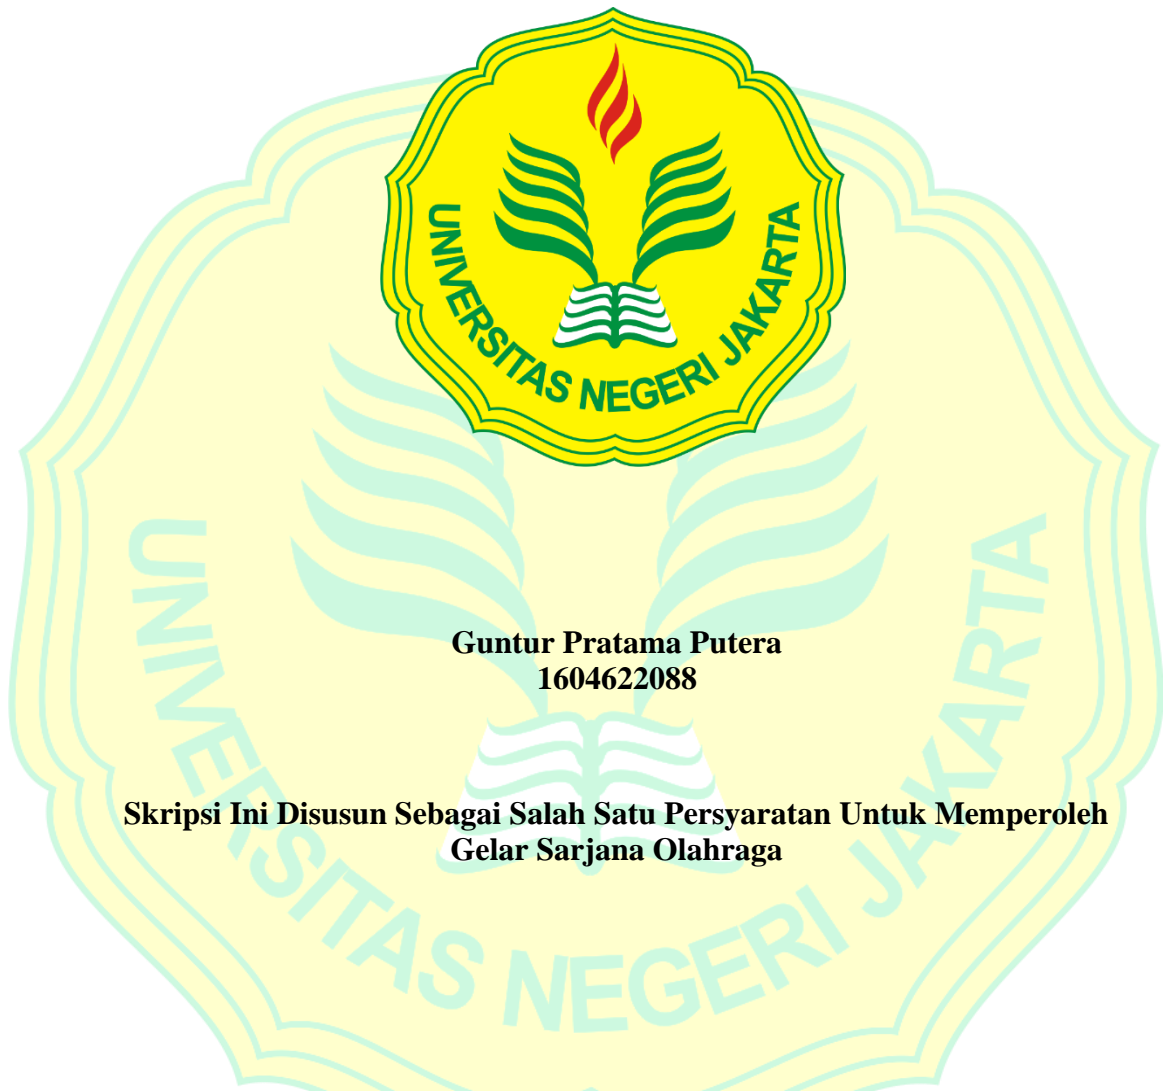 UNIVERSITAS NEGERI JAKARTA
Guntur Pratama Putera
1604622088
Skripsi Ini Disusun Sebagai Salah Satu Persyaratan Untuk Memperoleh
Gelar Sarjana Olahraga
UNIVERSITAS NEGERI JAKARTA